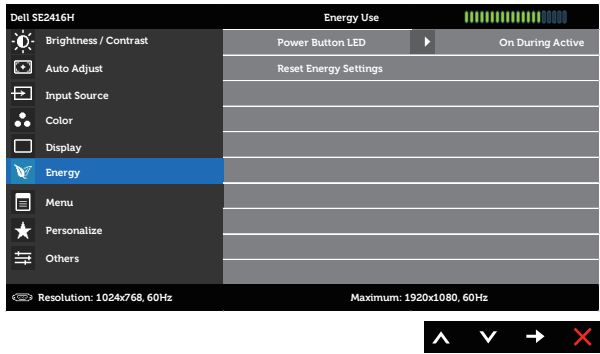 Dell SE2416H Energy Use
Brightness / Contrast
Power Button LED On During Active
Auto Adjust
Reset Energy Settings
Input Source
Color
Display
Energy
Menu
Personalize
Others
Resolution: 1024x768, 60Hz Maximum: 1920x1080, 60Hz